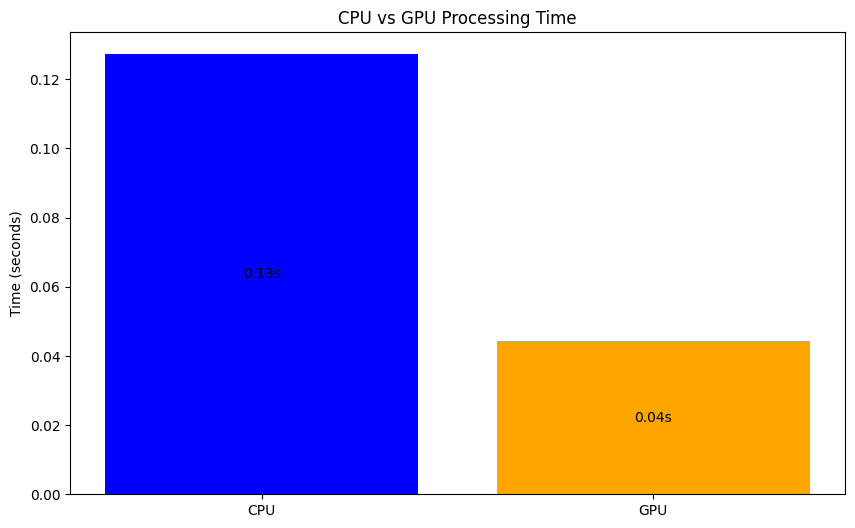 CPU vs GPU Processing Time
Time (seconds)
0.12
0.10
0.08
0.06
0.04
0.02
0.00
0.13s
0.04s
CPU
GPU